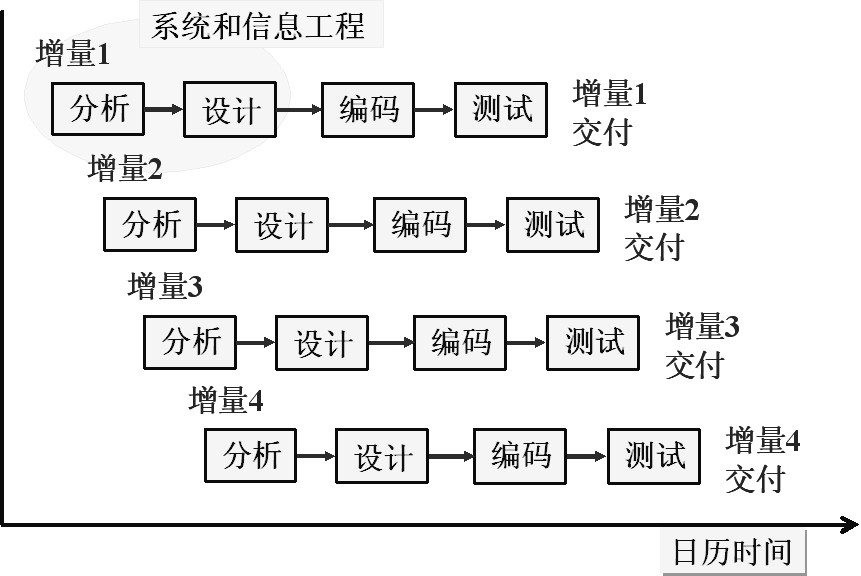 系统和信息工程
增量1
分析
设计
编码
测试
增量1
交付
增量2
分析
设计
编码
测试
增量2
交付
增量3
分析
设计
编码
测试
增量3
交付
增量4
分析
设计
编码
测试
增量4
交付
日历时间